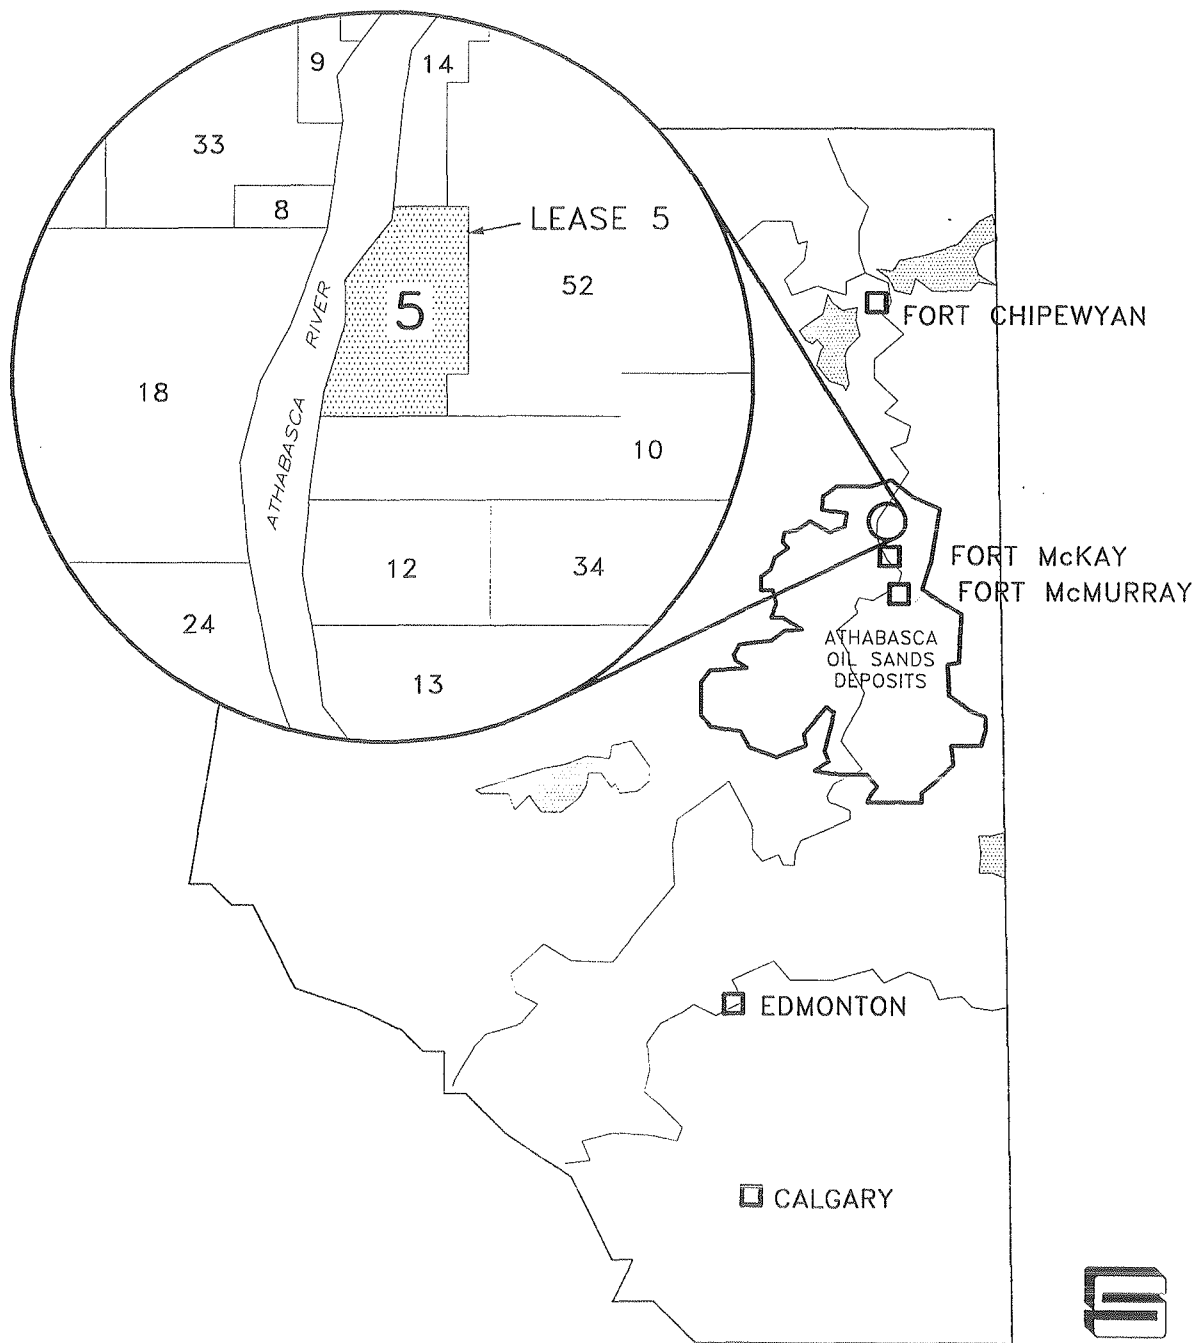 9
14
33
8
LEASE 5
52
5
18
ATHABASCA RIVER
10
12
34
24
13
FORT CHIPEWYAN
FORT McKAY
FORT McMURRAY
ATHABASCA
OIL SANDS
DEPOSITS
EDMONTON
CALGARY